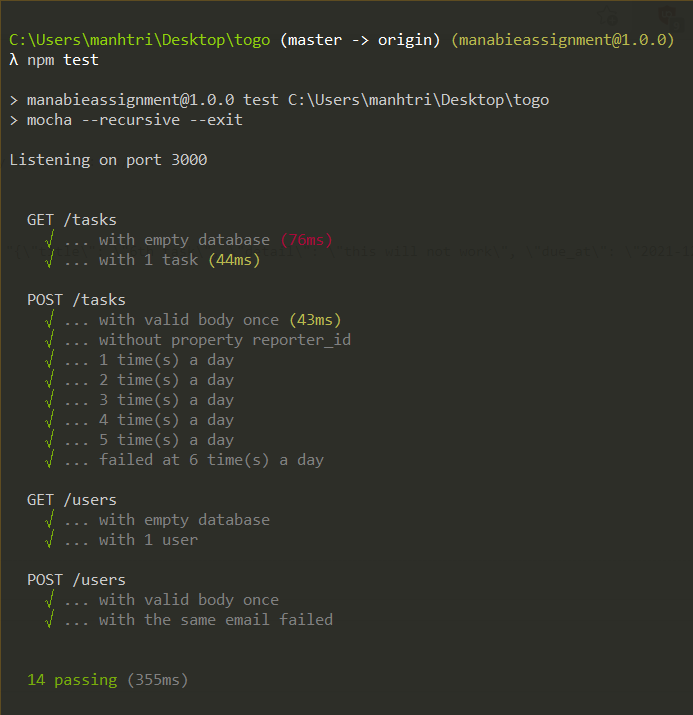 C:\Users\manhtri\Desktop\togo (master -> origin) (manabieassignment@1.0.0)
λ npm test
> manabieassignment@1.0.0 test C:\Users\manhtri\Desktop\togo
> mocha --recursive --exit
Listening on port 3000
GET /tasks
√ ... with empty database (76ms)
√ ... with 1 task (44ms)
POST /tasks
√ ... with valid body once (43ms)
√ ... without property reporter_id
√ ... 1 time(s) a day
√ ... 2 time(s) a day
√ ... 3 time(s) a day
√ ... 4 time(s) a day
√ ... 5 time(s) a day
√ ... failed at 6 time(s) a day
GET /users
√ ... with empty database
√ ... with 1 user
POST /users
√ ... with valid body once
√ ... with the same email failed
14 passing (355ms)